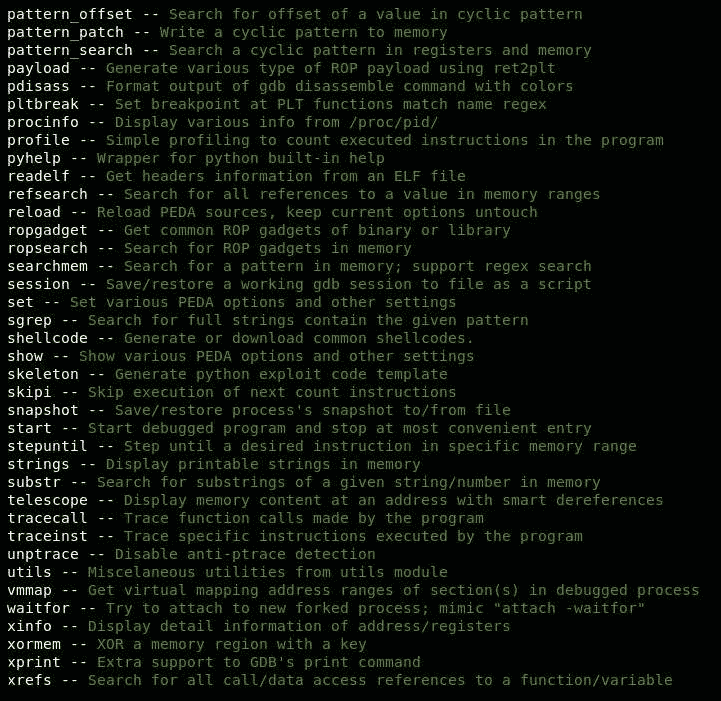 pattern_offset -- Search for offset of a value in cyclic pattern
pattern_patch -- Write a cyclic pattern to memory
pattern_search -- Search a cyclic pattern in registers and memory
payload -- Generate various type of ROP payload using ret2plt
pdisass -- Format output of gdb disassemble command with colors
pltbreak -- Set breakpoint at PLT functions match name regex
procinfo -- Display various info from /proc/pid/
profile -- Simple profiling to count executed instructions in the program
pyhelp -- Wrapper for python built-in help
readelf -- Get headers information from an ELF file
refsearch -- Search for all references to a value in memory ranges
reload -- Reload PEDA sources, keep current options untouch
ropgadget -- Get common ROP gadgets of binary or library
ropsearch -- Search for ROP gadgets in memory
searchmem -- Search for a pattern in memory; support regex search
session -- Save/restore a working gdb session to file as a script
set -- Set various PEDA options and other settings
sgrep -- Search for full strings contain the given pattern
shellcode -- Generate or download common shellcodes.
show -- Show various PEDA options and other settings
skeleton -- Generate python exploit code template
skipi -- Skip execution of next count instructions
snapshot -- Save/restore process's snapshot to/from file
start -- Start debugged program and stop at most convenient entry
stepuntil -- Step until a desired instruction in specific memory range
strings -- Display printable strings in memory
substr -- Search for substrings of a given string/number in memory
telescope -- Display memory content at an address with smart dereferences
tracecall -- Trace function calls made by the program
traceinst -- Trace specific instructions executed by the program
unptrace -- Disable anti-ptrace detection
utils -- Miscelaneous utilities from utils module
vmmap -- Get virtual mapping address ranges of section(s) in debugged process
waitfor -- Try to attach to new forked process; mimic "attach -waitfor"
xinfo -- Display detail information of address/registers
xormem -- XOR a memory region with a key
xprint -- Extra support to GDB's print command
xrefs -- Search for all call/data access references to a function/variable